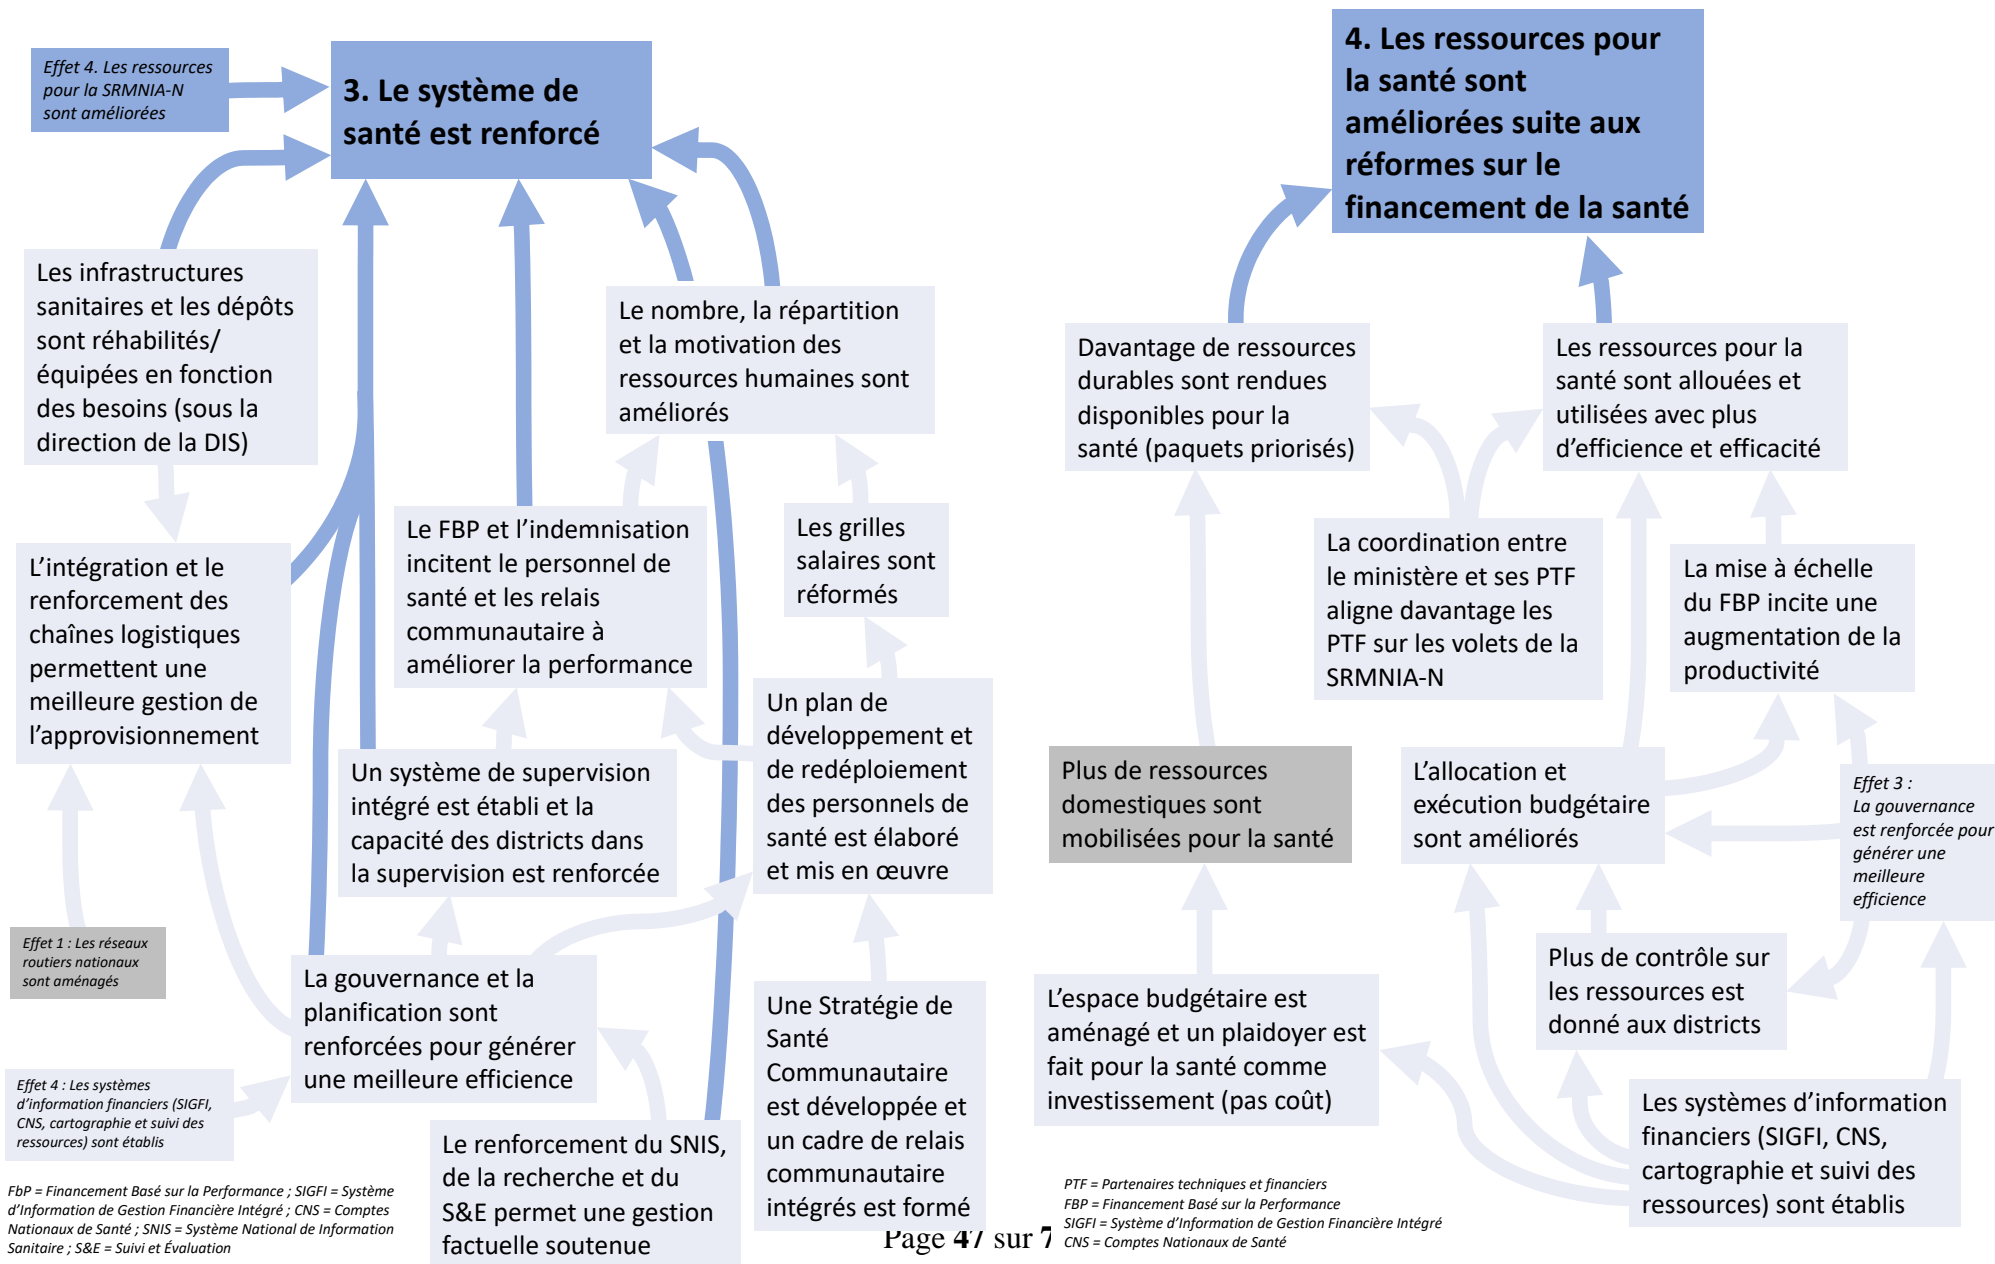 Effet 4. Les ressources
pour la SRMNIA-N
sont améliorées
3. Le système de
santé est renforcé
Les infrastructures
sanitaires et les dépôts
sont réhabilités/
équipées en fonction
des besoins (sous la
direction de la DIS)
Le nombre, la répartition
et la motivation des
ressources humaines sont
améliorés
L'intégration et le
renforcement des
chaînes logistiques
permettent une
meilleure gestion de
l'approvisionnement
Le FBP et l'indemnisation
incitent le personnel de
santé et les relais
communautaire à
améliorer la performance
Les grilles
salaires sont
réformés
Un système de supervision
intégré est établi et la
capacité des districts dans
la supervision est renforcée
Un plan de
développement et
de redéploiement
des personnels de
santé est élaboré
et mis en œuvre
Effet 1 : Les réseaux
routiers nationaux
sont aménagés
La gouvernance et la
planification sont
renforcées pour générer
une meilleure efficience
Une Stratégie de
Santé
Communautaire
est développée et
un cadre de relais
communautaire
intégrés est formé
Effet 4 : Les systèmes
d'information financiers (SIGFI,
CNS, cartographie et suivi des
ressources) sont établis
Le renforcement du SNIS,
de la recherche et du
S&E permet une gestion
factuelle soutenue
FbP = Financement Basé sur la Performance ; SIGFI = Système
d'Information de Gestion Financière Intégré ; CNS = Comptes
Nationaux de Santé ; SNIS = Système National de Information
Sanitaire ; S&E = Suivi et Évaluation
4. Les ressources pour
la santé sont
améliorées suite aux
réformes sur le
financement de la santé
Davantage de ressources
durables sont rendues
disponibles pour la
santé (paquets priorisés)
Les ressources pour la
santé sont allouées et
utilisées avec plus
d'efficience et efficacité
La coordination entre
le ministère et ses PTF
aligne davantage les
PTF sur les volets de la
SRMNIA-N
La mise à échelle
du FBP incite une
augmentation de la
productivité
Plus de ressources
domestiques sont
mobilisées pour la santé
L'allocation et
exécution budgétaire
sont améliorés
Effet 3 :
La gouvernance
est renforcée pour
générer une
meilleure
efficience
Plus de contrôle sur
les ressources est
donné aux districts
L'espace budgétaire est
aménagé et un plaidoyer est
fait pour la santé comme
investissement (pas coût)
Les systèmes d'information
financiers (SIGFI, CNS,
cartographie et suivi des
ressources) sont établis
PTF = Partenaires techniques et financiers
FBP = Financement Basé sur la Performance
SIGFI = Système d'Information de Gestion Financière Intégré
CNS = Comptes Nationaux de Santé
Page 47 sur 7